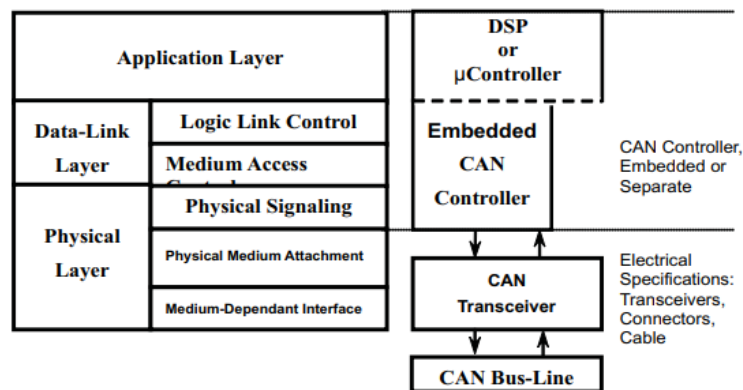 Application Layer
Data-Link
Layer
Logic Link Control
Medium Access
Physical
Layer
Physical Signaling
Physical Medium Attachment
Medium-Dependant Interface
DSP
or
µController
Embedded
CAN
Controller
CAN Controller,
Embedded or
Separate
CAN
Transceiver
Electrical
Specifications:
Transceivers,
Connectors,
Cable
CAN Bus-Line